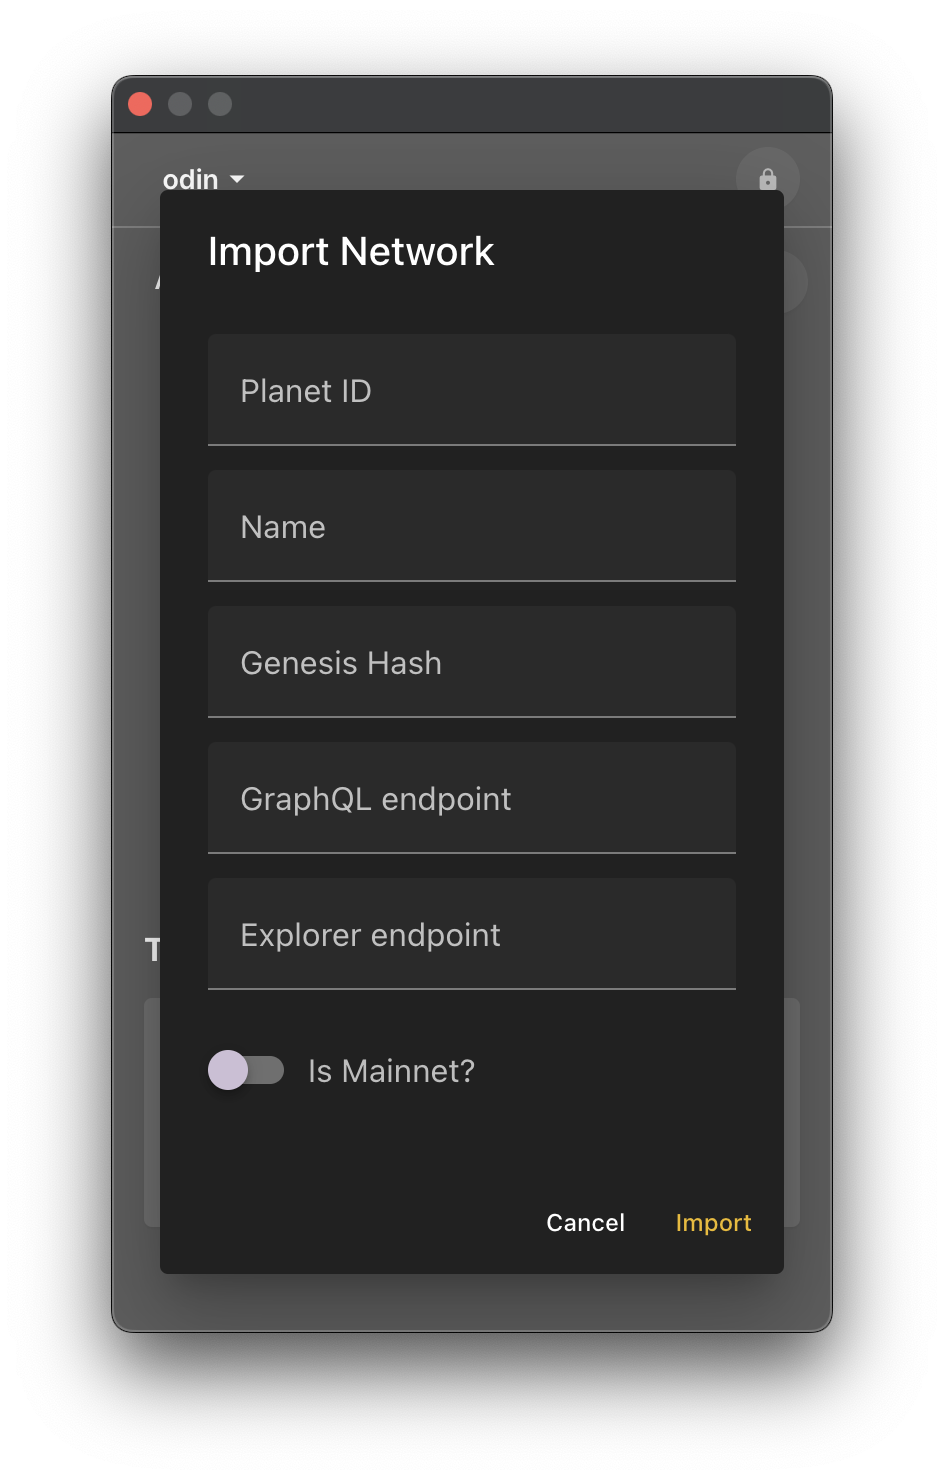 odin
Import Network
Planet ID
Name
Genesis Hash
GraphQL endpoint
Explorer endpoint
Is Mainnet?
Cancel
Import